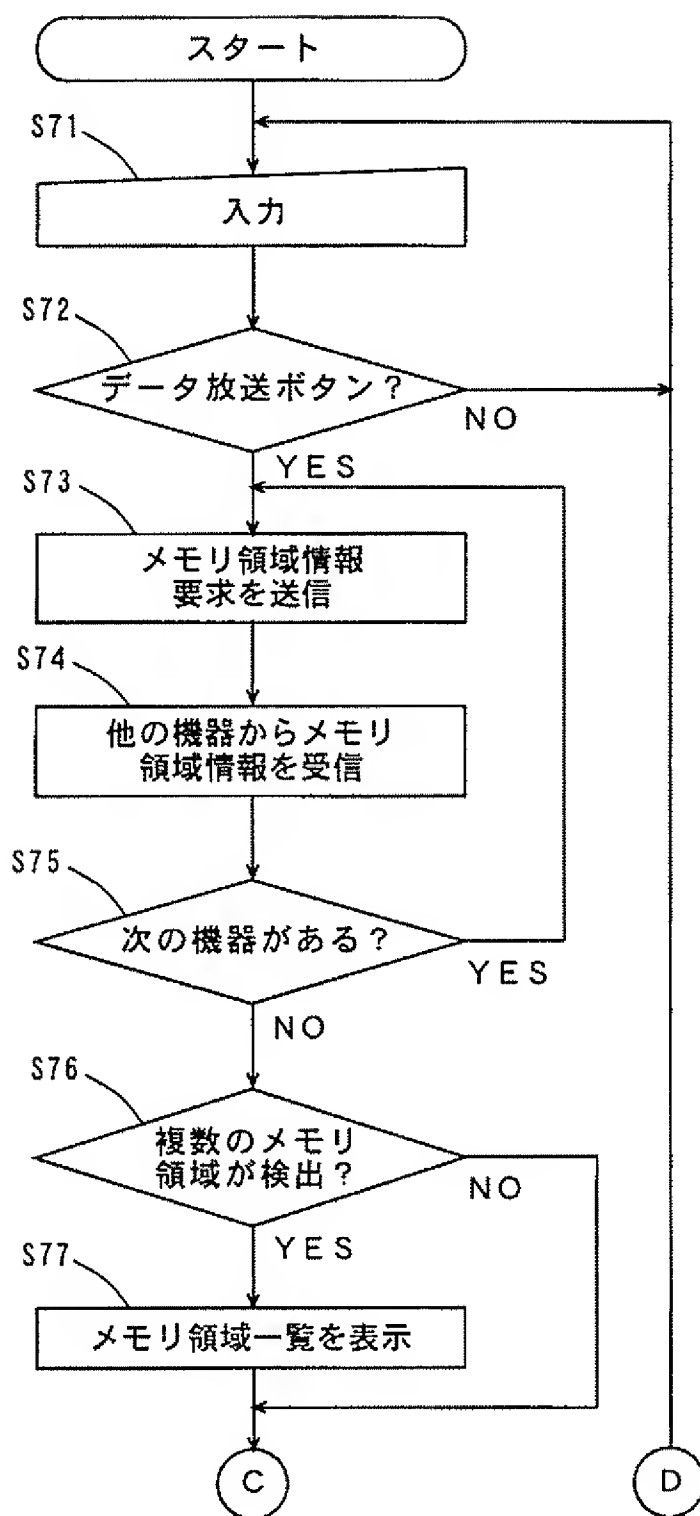 スタート
S71
入力
S72
データ放送ボタン?
NO
YES
S73
メモリ領域情報
要求を送信
S74
他の機器からメモリ
領域情報を受信
S75
次の機器がある?
YES
NO
S76
複数のメモリ
領域が検出?
NO
YES
S77
メモリ領域一覧を表示
C
D